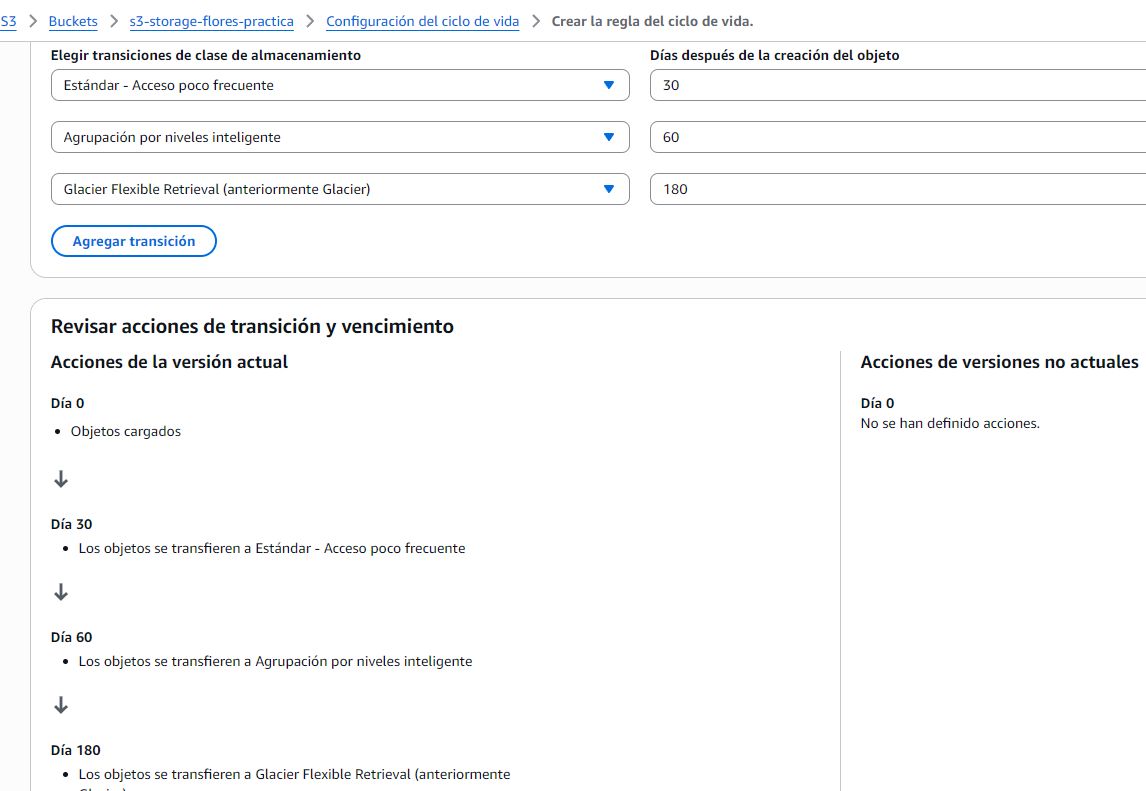 S3 > Buckets > s3-storage-flores-practica > Configuración del ciclo de vida > Crear la regla del ciclo de vida.
Elegir transiciones de clase de almacenamiento
Días después de la creación del objeto
Estándar - Acceso poco frecuente
30
Agrupación por niveles inteligente
60
Glacier Flexible Retrieval (anteriormente Glacier)
180
Agregar transición
Revisar acciones de transición y vencimiento
Acciones de la versión actual
Día 0
• Objetos cargados
Día 30
• Los objetos se transfieren a Estándar - Acceso poco frecuente
Día 60
• Los objetos se transfieren a Agrupación por niveles inteligente
Día 180
• Los objetos se transfieren a Glacier Flexible Retrieval (anteriormente
Acciones de versiones no actuales
Día 0
No se han definido acciones.